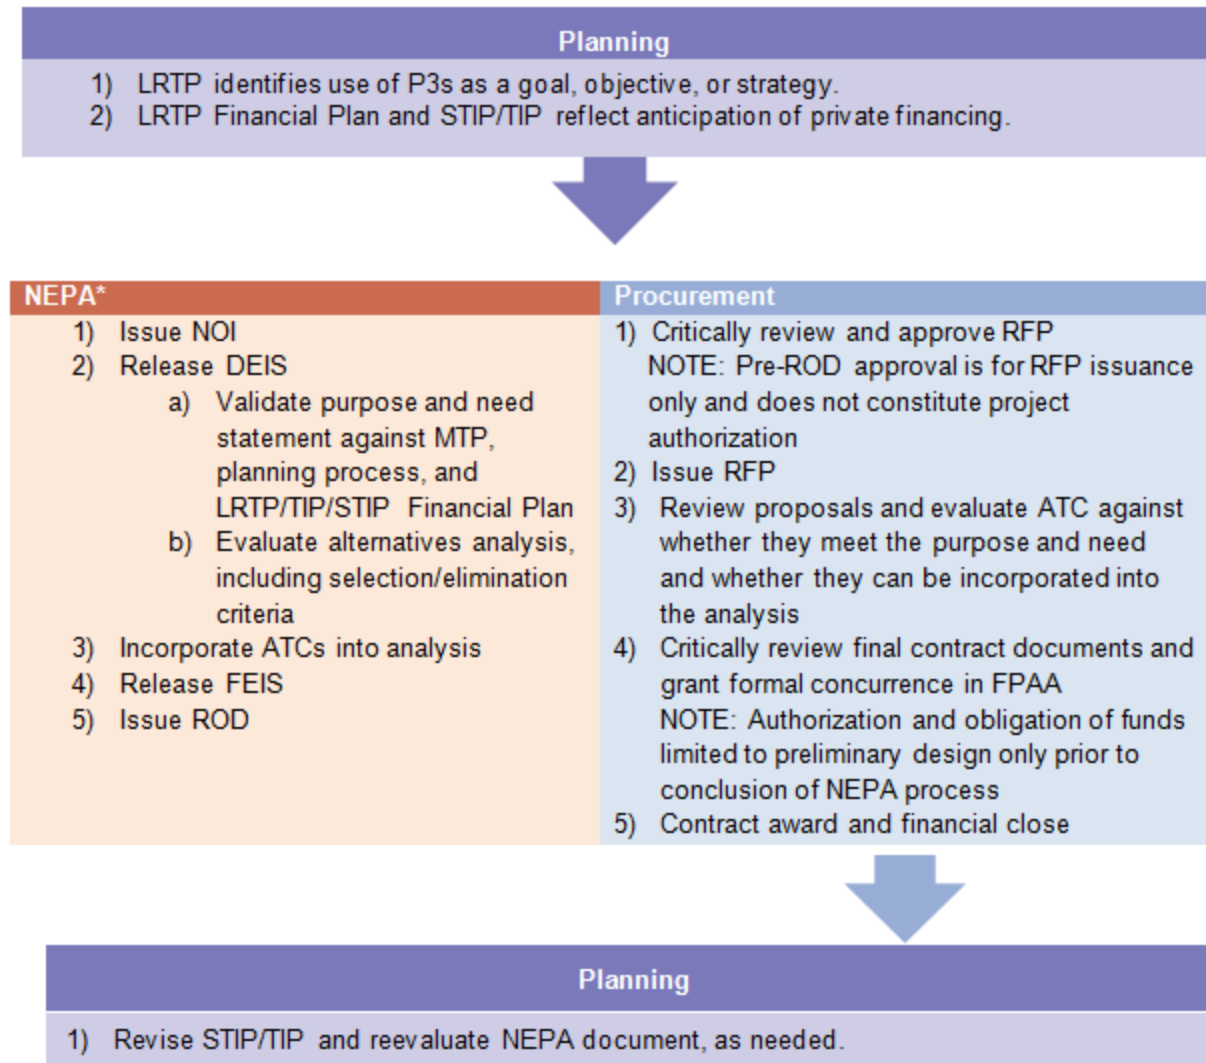 Planning
1) LRTP identifies use of P3s as a goal, objective, or strategy.
2) LRTP Financial Plan and STIP/TIP reflect anticipation of private financing.
NEPA*
1) Issue NOI
2) Release DEIS
a) Validate purpose and need
statement against MTP,
planning process, and
LRTP/TIP/STIP Financial Plan
b) Evaluate alternatives analysis,
including selection/elimination
criteria
3) Incorporate ATCs into analysis
4) Release FEIS
5) Issue ROD
Procurement
1) Critically review and approve RFP
NOTE: Pre-ROD approval is for RFP issuance
only and does not constitute project
authorization
2) Issue RFP
3) Review proposals and evaluate ATC against
whether they meet the purpose and need
and whether they can be incorporated into
the analysis
4) Critically review final contract documents and
grant formal concurrence in FPAA
NOTE: Authorization and obligation of funds
limited to preliminary design only prior to
conclusion of NEPA process
5) Contract award and financial close
Planning
1) Revise STIP/TIP and reevaluate NEPA document, as needed.